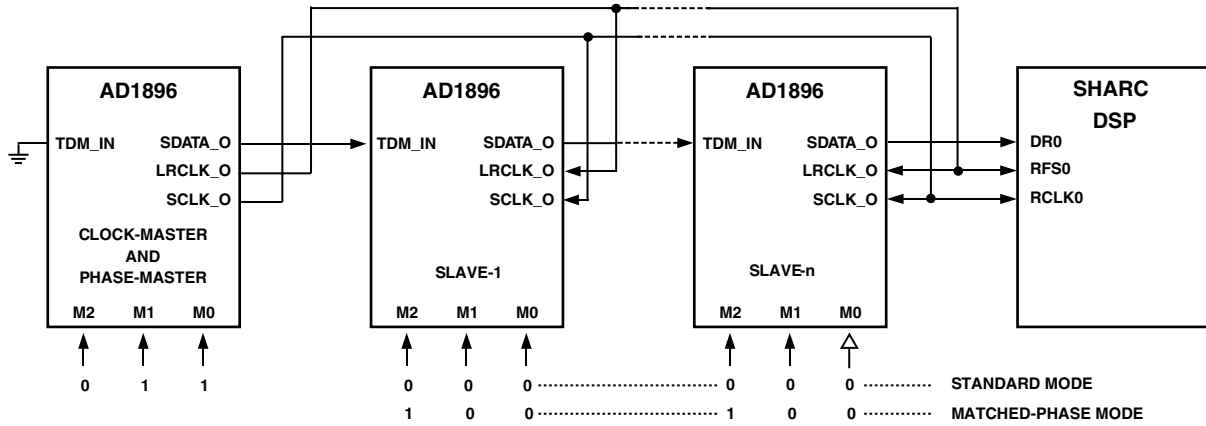 AD1896 AD1896 AD1896 SHARC
DSP
TDM_IN SDATA_O TDM_IN SDATA_O TDM_IN SDATA_O DR0
LRCLK_O LRCLK_O LRCLK_O RFS0
SCLK_O SCLK_O SCLK_O RCLK0
CLOCK-MASTER
AND
PHASE-MASTER SLAVE-1 SLAVE-n
M2 M1 M0 M2 M1 M0 M2 M1 M0
0 1 1 0 0 0 0 0 0 STANDARD MODE
1 0 0 1 0 0 MATCHED-PHASE MODE